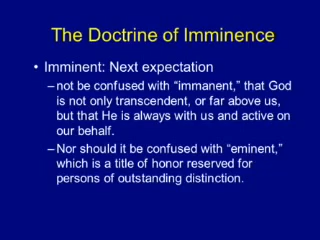 The Doctrine of Imminence
• Imminent: Next expectation
– not be confused with “immanent,” that God
is not only transcendent, or far above us,
but that He is always with us and active on
our behalf.
– Nor should it be confused with “eminent,”
which is a title of honor reserved for
persons of outstanding distinction.